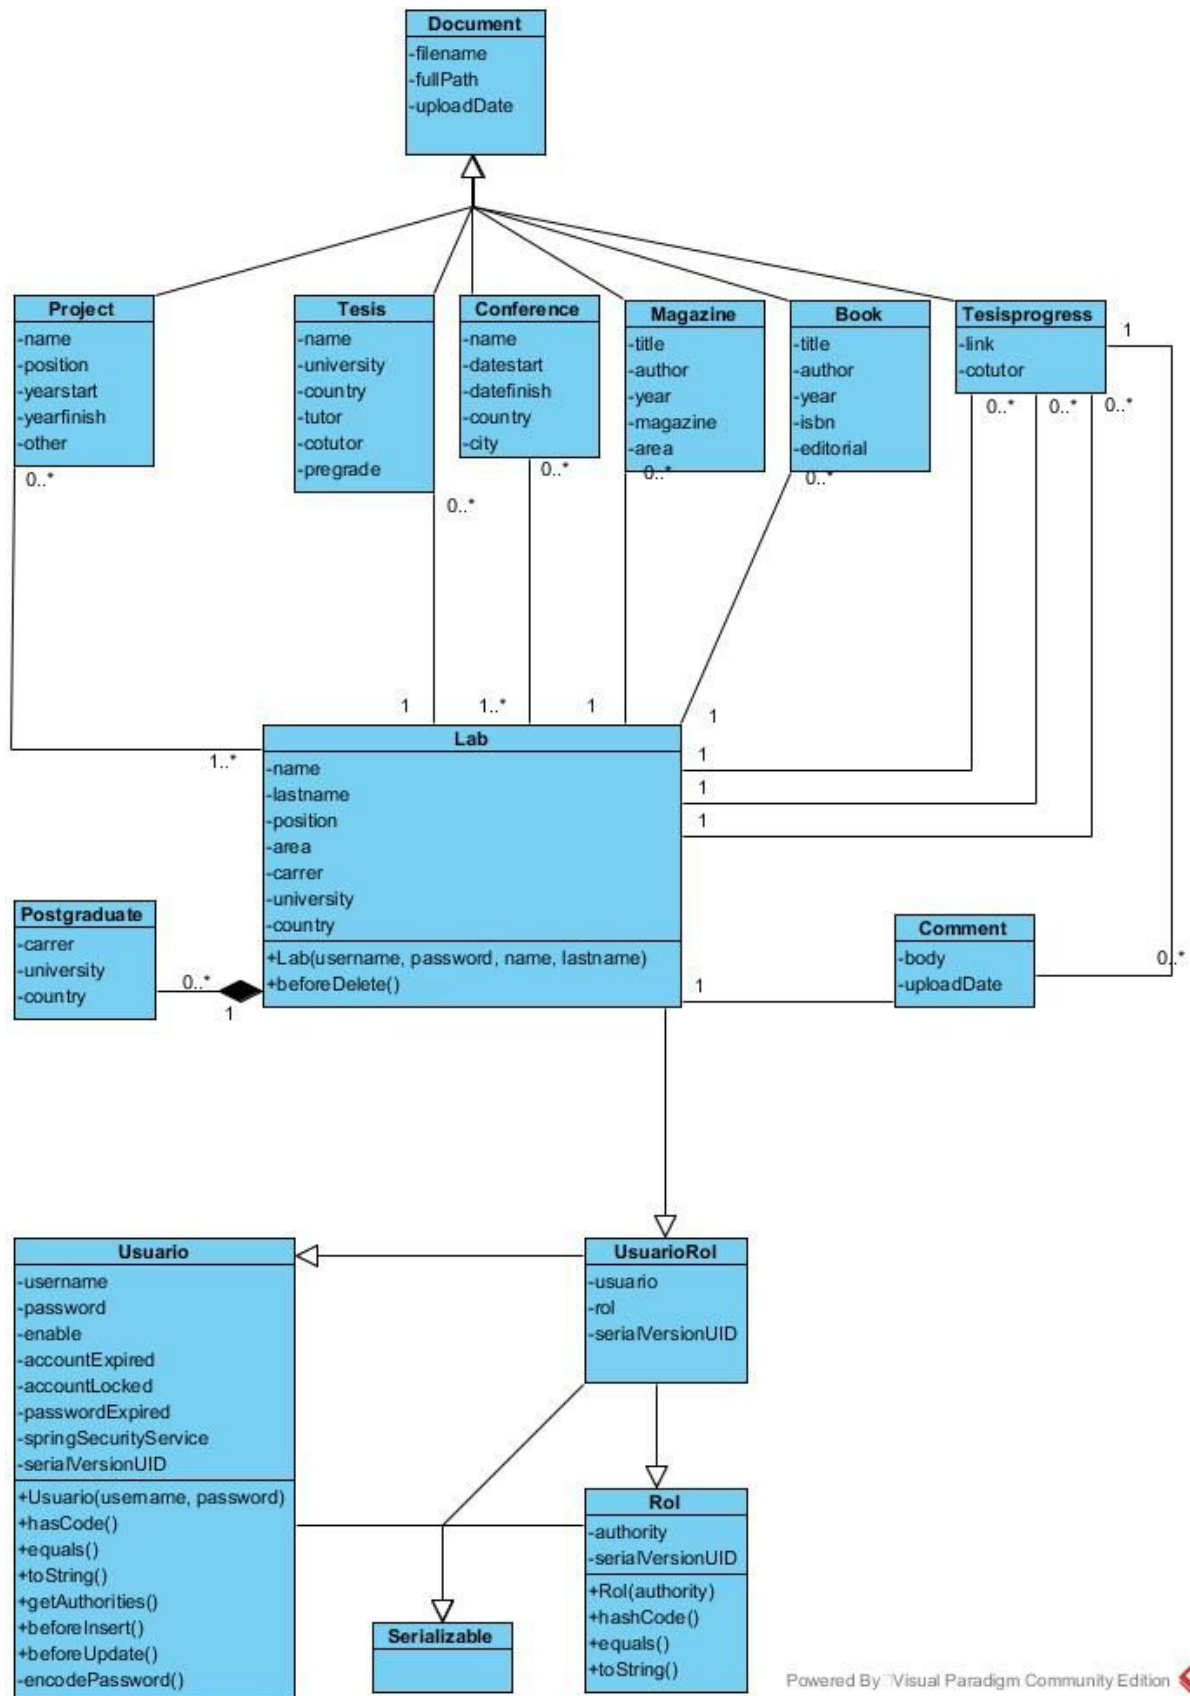 Document
-filename
-fullPath
-uploadDate
Project
-name
-position
-yearstart
-yearfinish
-other
0..*
Tesis
-name
-university
-country
-tutor
-cotutor
-pregrade
0..*
Conference
-name
-datestart
-datefinish
-country
-city
0..*
Magazine
-title
-author
-year
-magazine
-area
0..*
Book
-title
-author
-year
-isbn
-editorial
0..*
Tesisprogress
-link
-cotutor
1
0..*
0..*
0..*
1..*
1
1..*
1
1
1
1
1
Lab
-name
-lastname
-position
-area
-carrer
-university
-country
+Lab(username, password, name, lastname)
+beforeDelete()
Postgraduate
-carrer
-university
-country
0..*
1
1
Comment
-body
-uploadDate
0..*
Usuario
-username
-password
-enable
-accountExpired
-accountLocked
-passwordExpired
-springSecurityService
-serialVersionUID
+Usuario(username, password)
+hasCode()
+equals()
+toString()
+getAuthorities()
+beforeInsert()
+beforeUpdate()
-encodePassword()
UsuarioRol
-usuario
-rol
-serialVersionUID
Rol
-authority
-serialVersionUID
+Rol(authority)
+hashCode()
+equals()
+toString()
Serializable
Powered By Visual Paradigm Community Edition